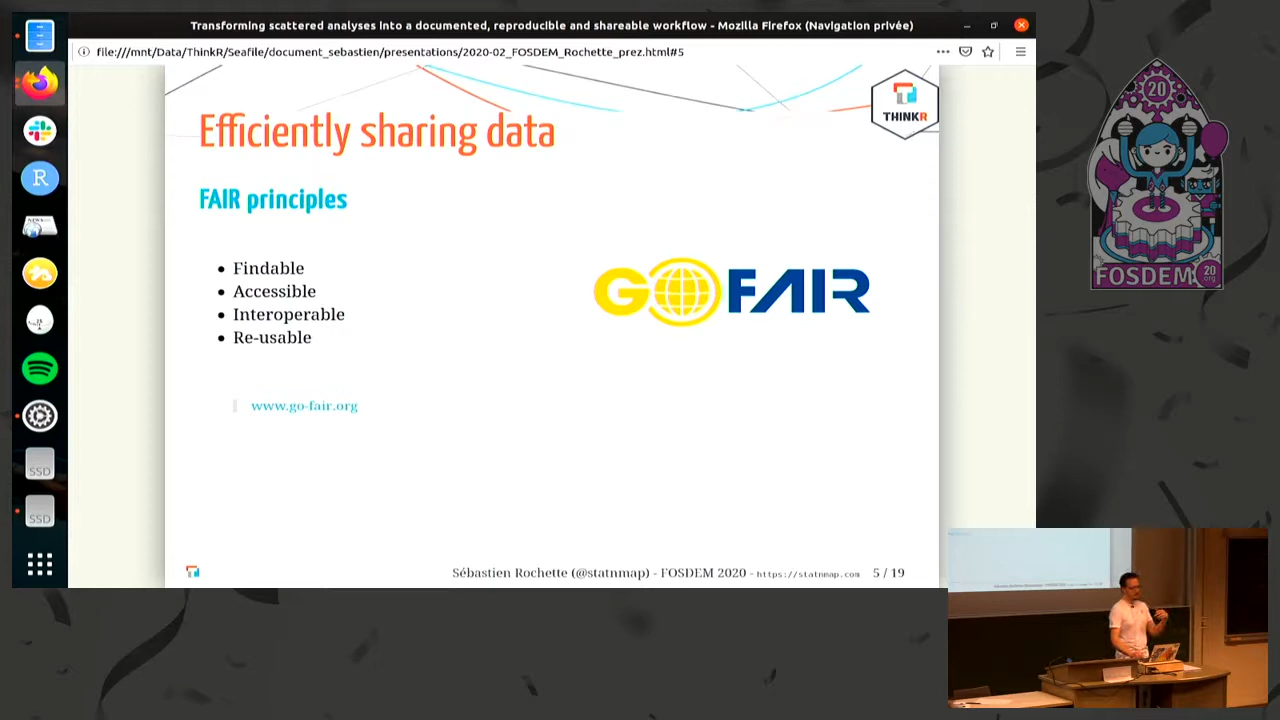 Transforming scattered analyses into a documented, reproducible and shareable workflow - Mozilla Firefox (Navigation privée)
file:///mnt/Data/ThinkR/Seafile/document_sebastien/presentations/2020-02_FOSDEM_Rochette_prez.html#5
THINKR
Efficiently sharing data
FAIR principles
Findable
Accessible
Interoperable
Re-usable
GO FAIR
www.go-fair.org
Sébastien Rochette (@statnmap) - FOSDEM 2020 - https://statnmap.com 5 / 19
R
NEWS
SSD
SSD
20
FOSDEM 20
.org